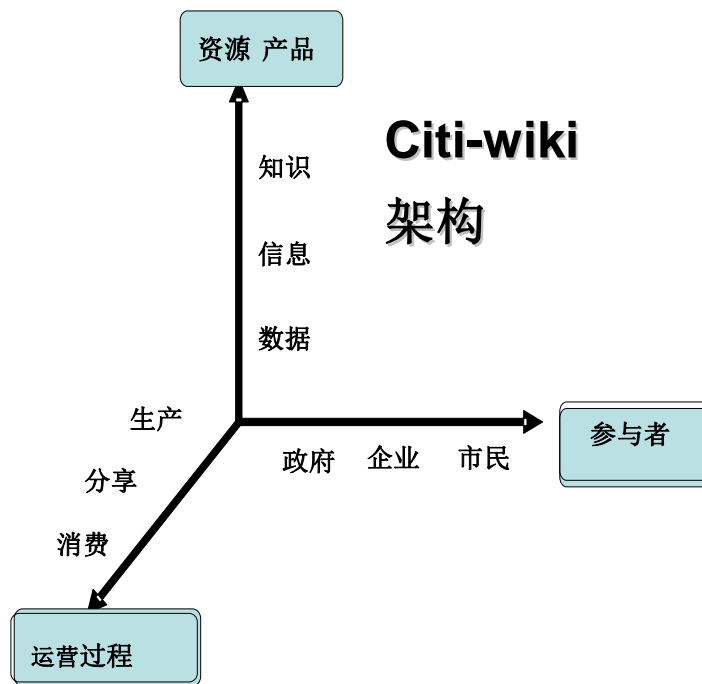 资源 产品
Citi-wiki
架构
知识
信息
数据
生产
分享
消费
政府 企业 市民
参与者
运营过程